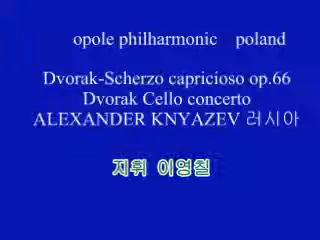 opole philharmonic poland
Dvorak-Scherzo capricioso op.66
Dvorak Cello concerto
ALEXANDER KNYAZEV 러시아
지휘 이영칠